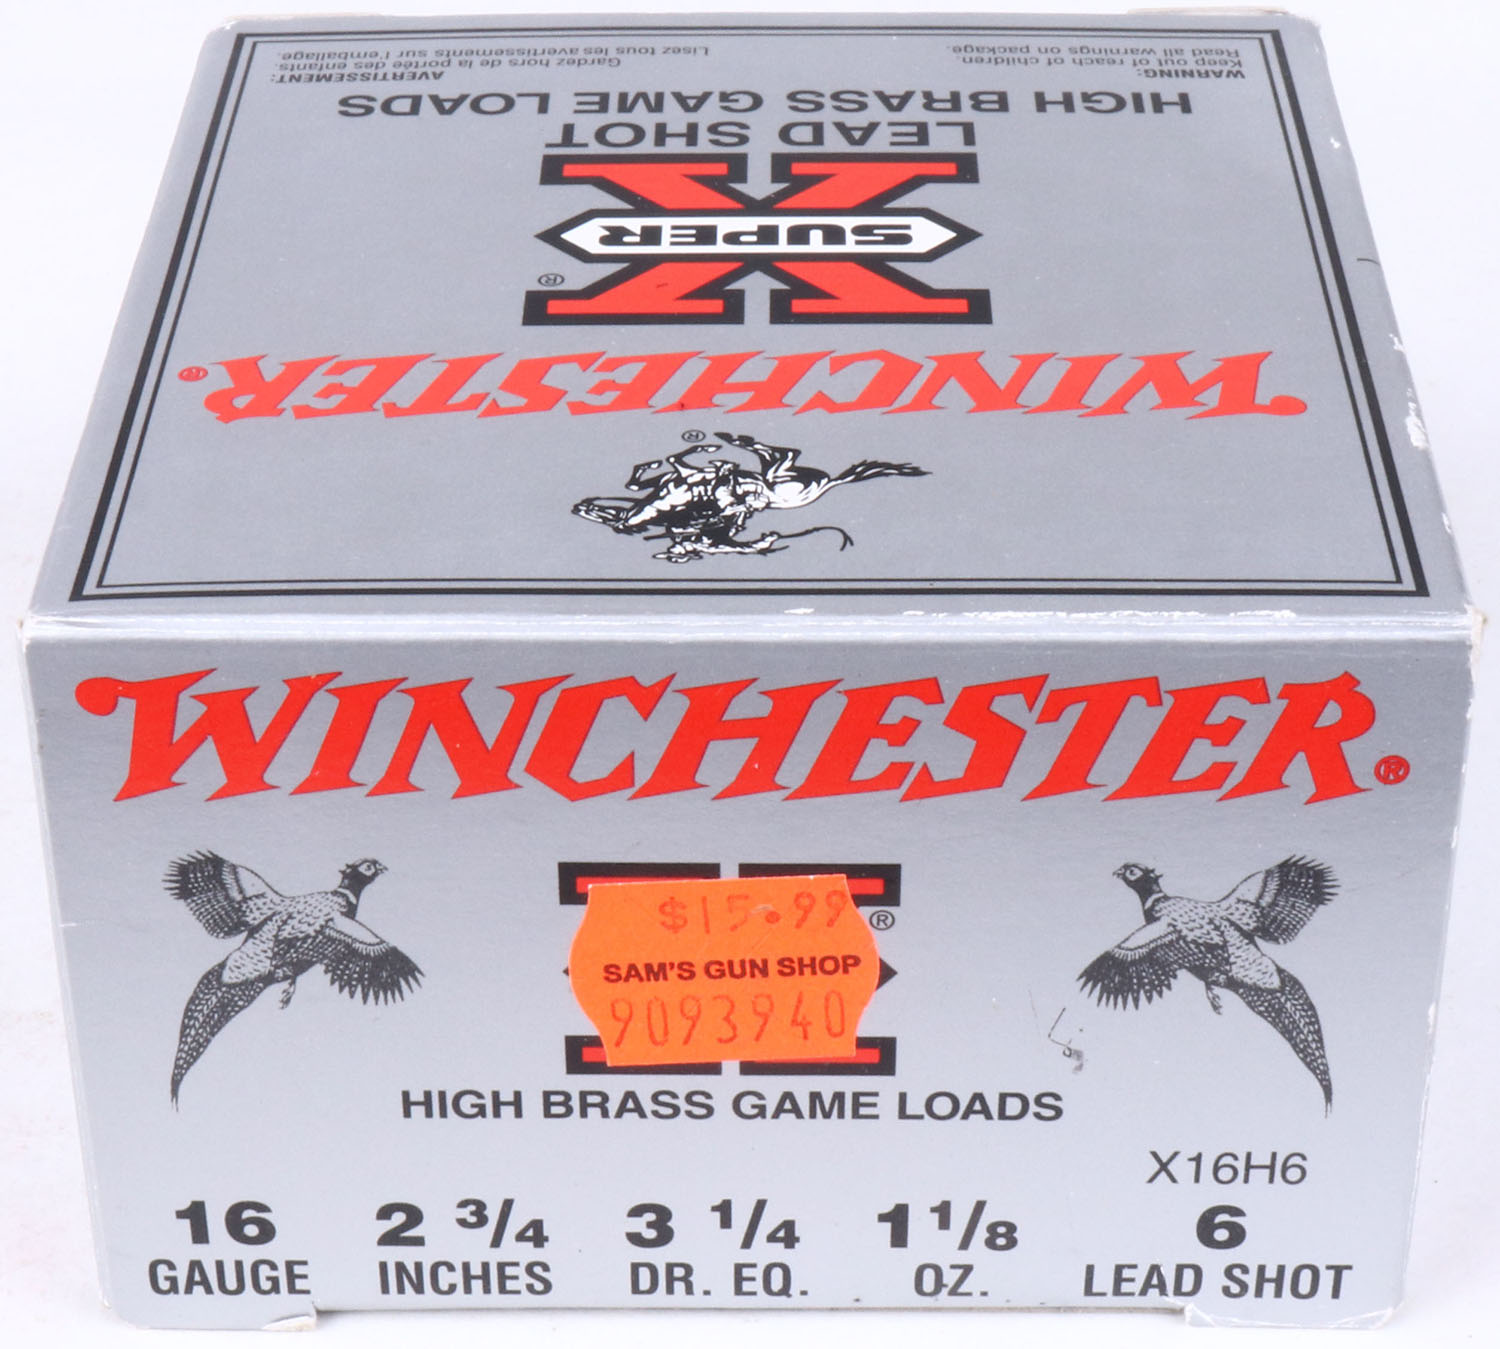 WARNING:
Keep out of reach of children.
Read all warnings on package.
AVERTISSEMENT:
Gardez hors de la portée des enfants.
Lisez tous les avertissements sur l'emballage.
HIGH BRASS GAME LOADS
LEAD SHOT
X
SUPER
®
WINCHESTER®
®
WINCHESTER®
®
$15.99
SAM'S GUN SHOP
9093940
HIGH BRASS GAME LOADS
X16H6
16 2 3/4 3 1/4 1 1/8 6
GAUGE INCHES DR. EQ. OZ. LEAD SHOT